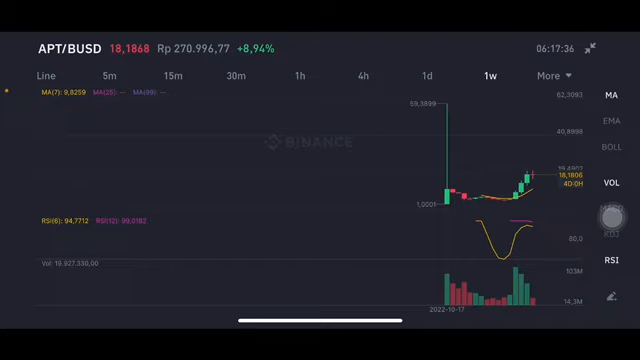 APT/BUSD 18,1868 Rp 270.996,77 +8,94% 06:17:36
Line 5m 15m 30m 1h 4h 1d 1w More
MA(7): 9,8259 MA(25): -- MA(99): --
62,3093
MA
59,3899
EMA
40,8998
BINANCE
BOLL
18,1806
4D:0H
VOL
1,0001
KDJ
RSI(6): 94,7712 RSI(12): 99,0182
60,0
RSI
Vol: 19.927.330,00
103M
14,3M
2022-10-17